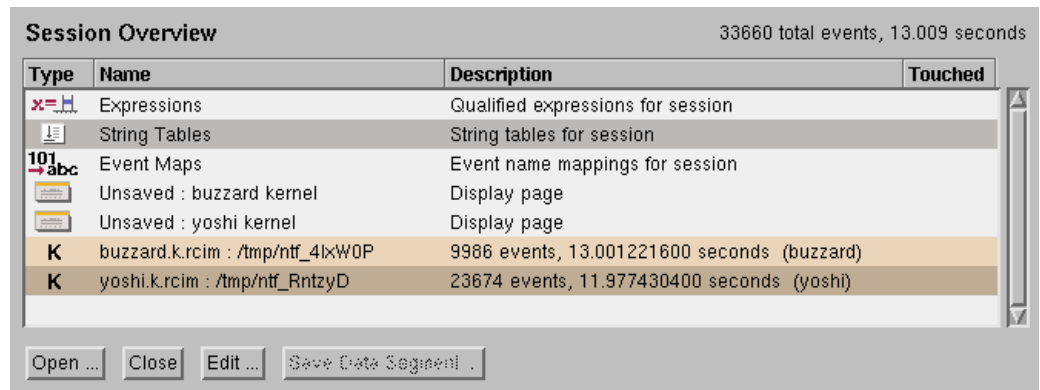 Session Overview 33660 total events, 13.009 seconds
Type Name Description Touched
x= Expressions Qualified expressions for session
String Tables String tables for session
101 abc Event Maps Event name mappings for session
Unsaved : buzzard kernel Display page
Unsaved : yoshi kernel Display page
K buzzard.k.rcim : /tmp/ntf_4lxW0P 9986 events, 13.001221600 seconds (buzzard)
K yoshi.k.rcim : /tmp/ntf_RntzyD 23674 events, 11.977430400 seconds (yoshi)
Open ... Close Edit ... Save Data Segment .